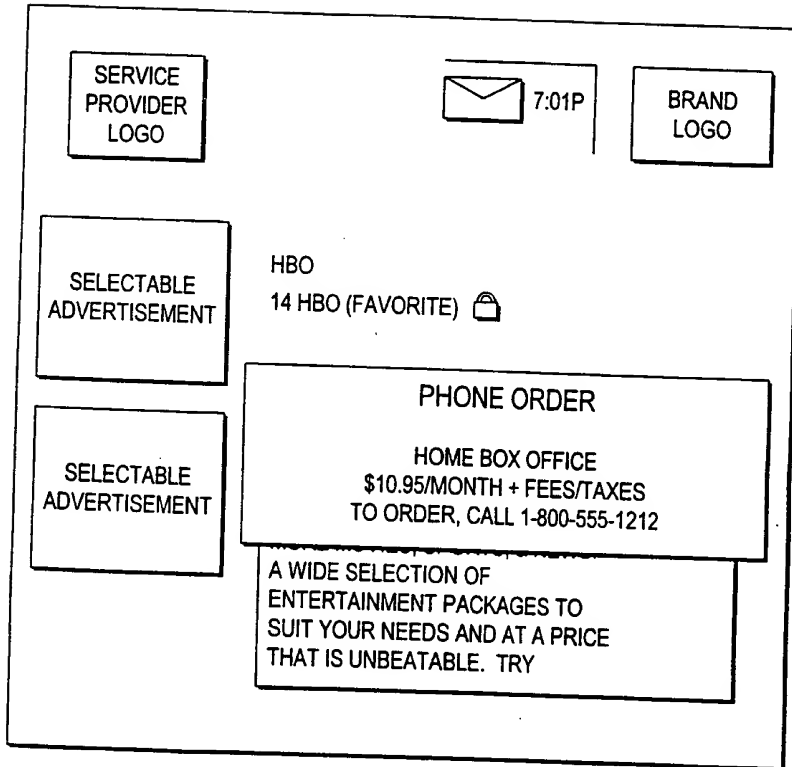 SERVICE
PROVIDER
LOGO
7:01P
BRAND
LOGO
SELECTABLE
ADVERTISEMENT
HBO
14 HBO (FAVORITE)
PHONE ORDER
HOME BOX OFFICE
$10.95/MONTH + FEES/TAXES
TO ORDER, CALL 1-800-555-1212
SELECTABLE
ADVERTISEMENT
A WIDE SELECTION OF
ENTERTAINMENT PACKAGES TO
SUIT YOUR NEEDS AND AT A PRICE
THAT IS UNBEATABLE. TRY